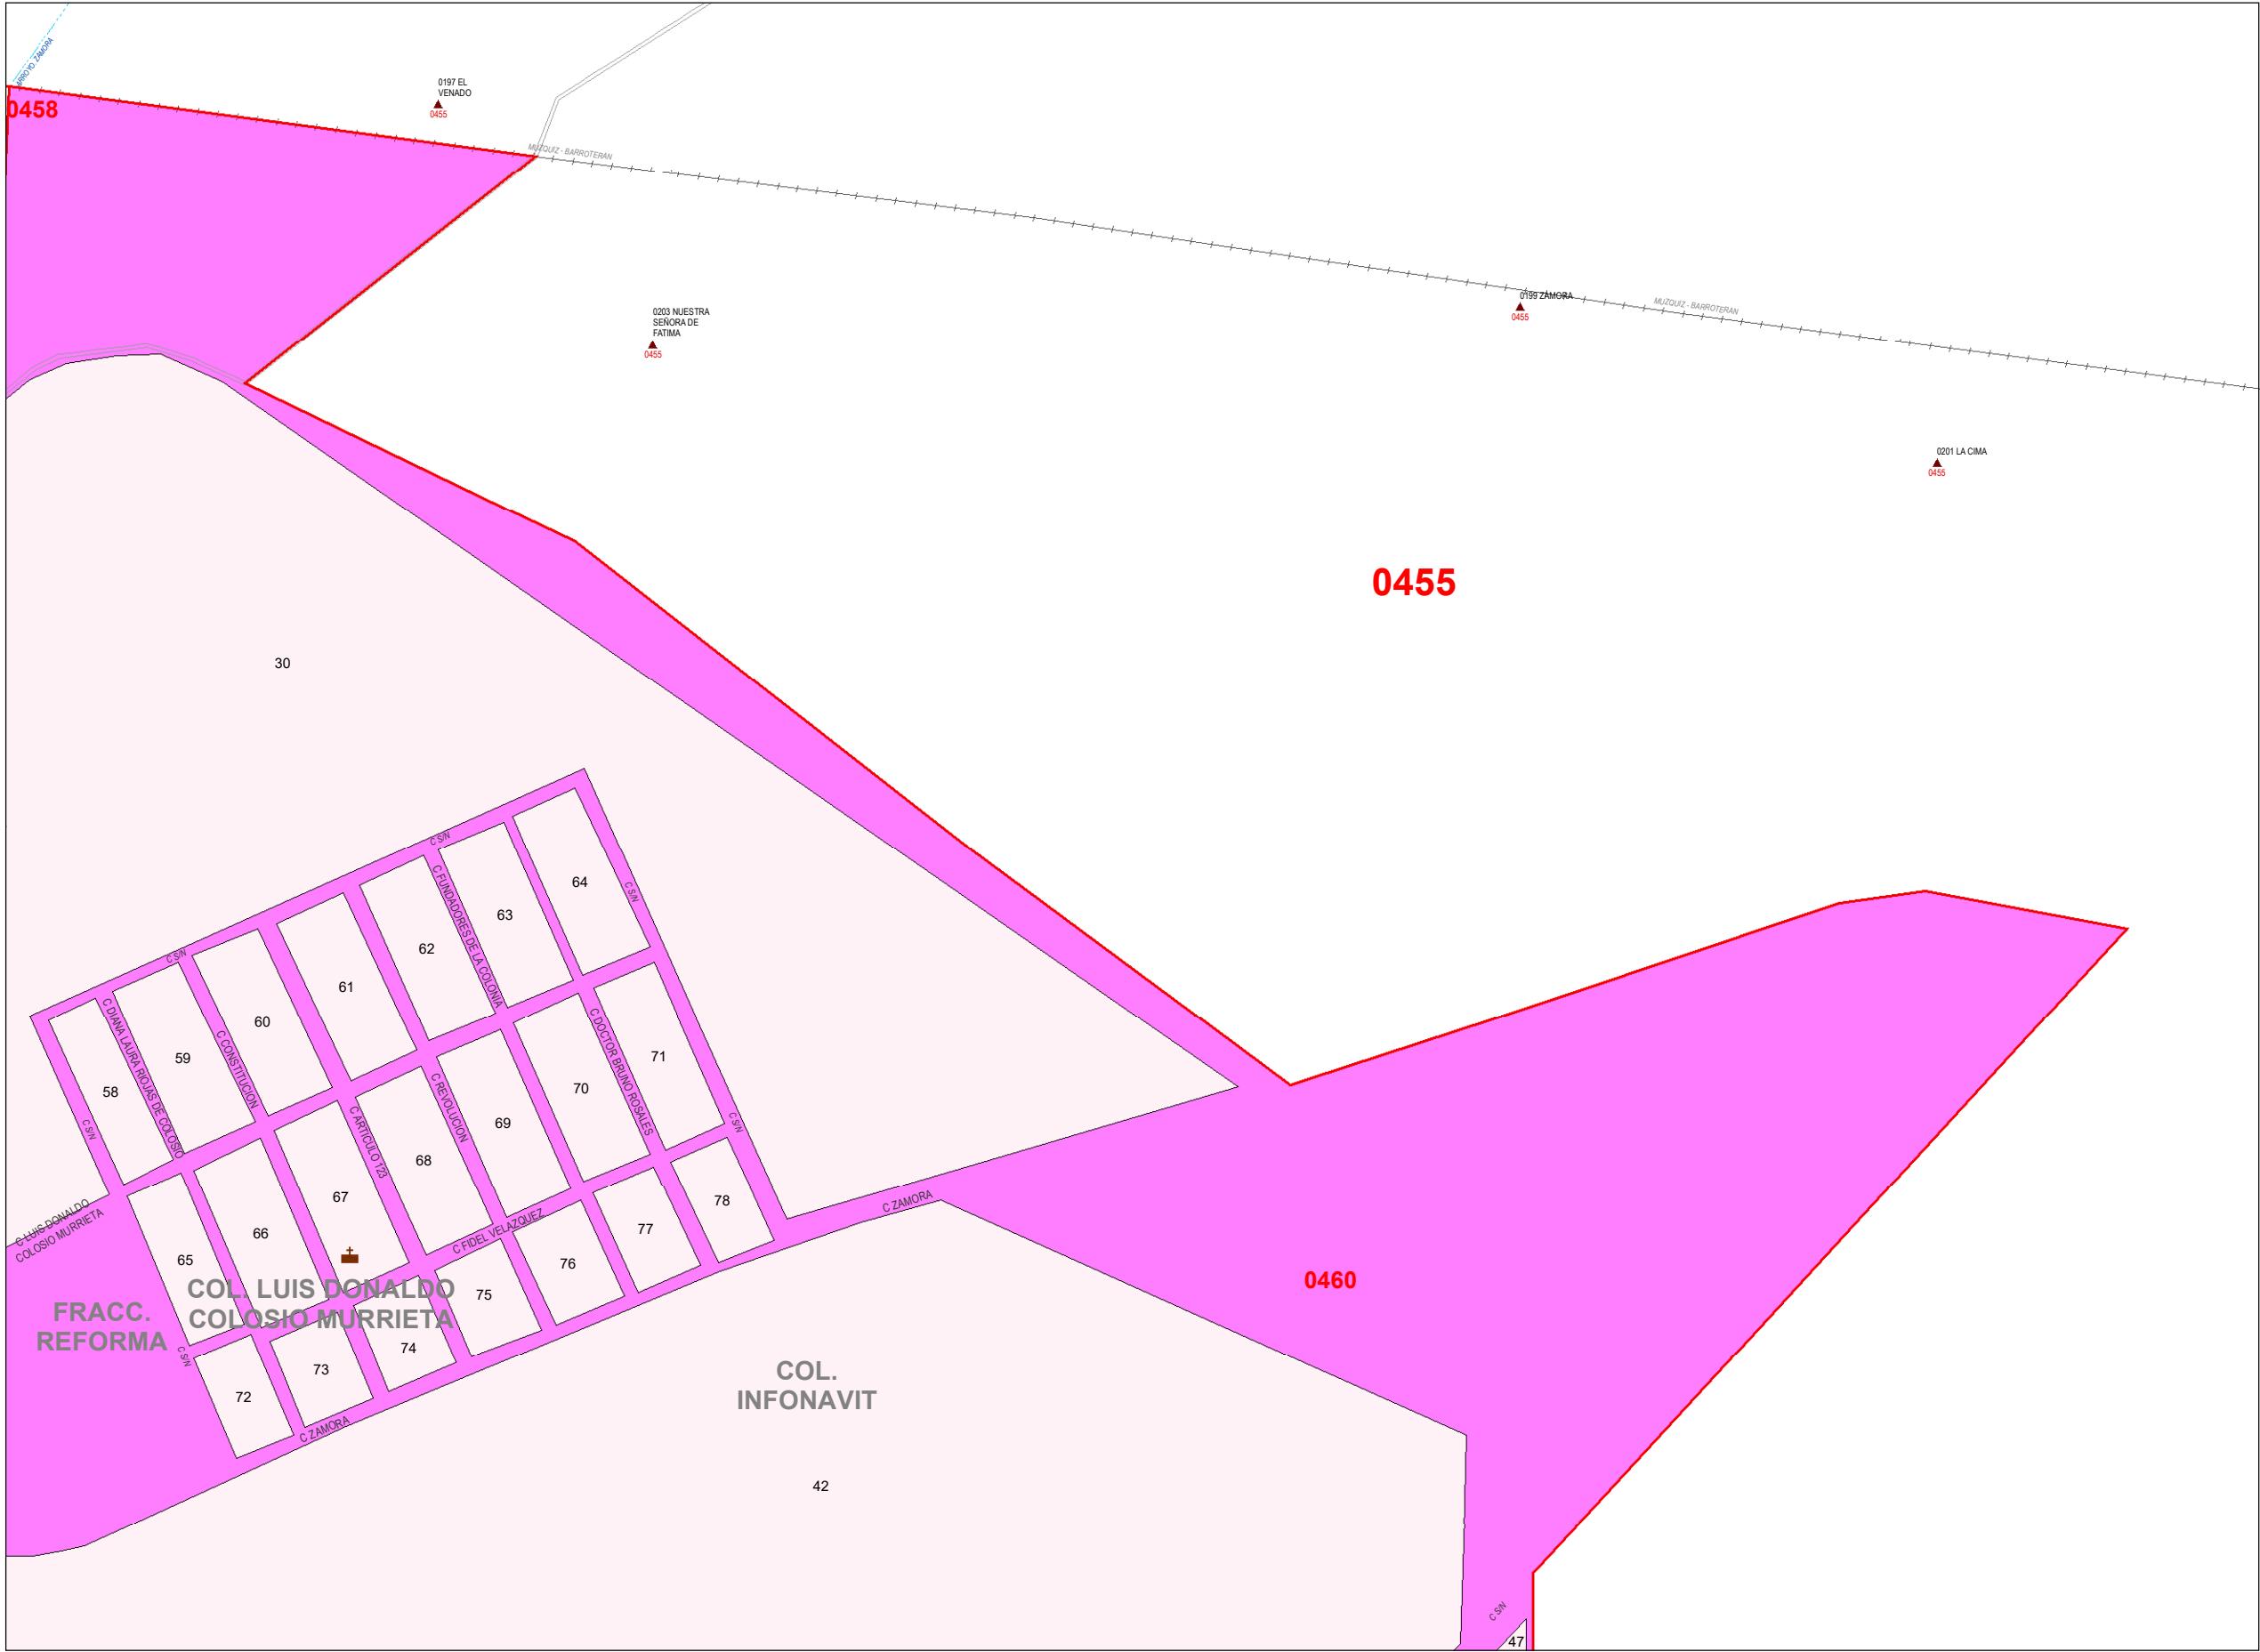 ARROYO ZAMORA
0458
0197 EL
VENADO
0455
MUZQUIZ - BARROTERAN
0203 NUESTRA
SEÑORA DE
FATIMA
0455
0199 ZAMORA
0455
MUZQUIZ - BARROTERAN
0201 LA CIMA
0455
0455
30
C S/N
C S/N
C S/N
64
63
62
61
60
59
58
C FUNDADORES DE LA COLONIA
C DIANA LAURA RIOJAS DE COLOSIO
C CONSTITUCION
C DOCTOR BRUNO ROSALES
C REVOLUCION
C ARTICULO 123
C S/N
C S/N
71
70
69
68
67
66
65
C LUIS DONALDO
COLOSIO MURRIETA
C FIDEL VELAZQUEZ
C ZAMORA
78
77
76
75
74
73
72
C S/N
C ZAMORA
FRACC.
REFORMA
COL. LUIS DONALDO
COLOSIO MURRIETA
0460
COL.
INFONAVIT
42
C S/N
47